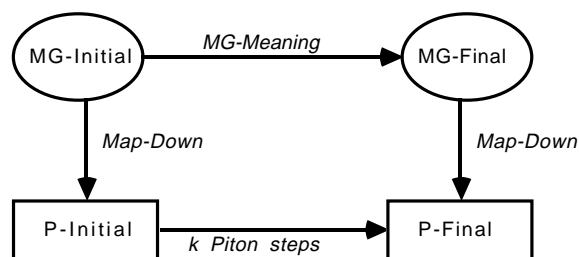 MG-Meaning
MG-Initial
MG-Final
Map-Down
Map-Down
P-Initial
P-Final
k Piton steps